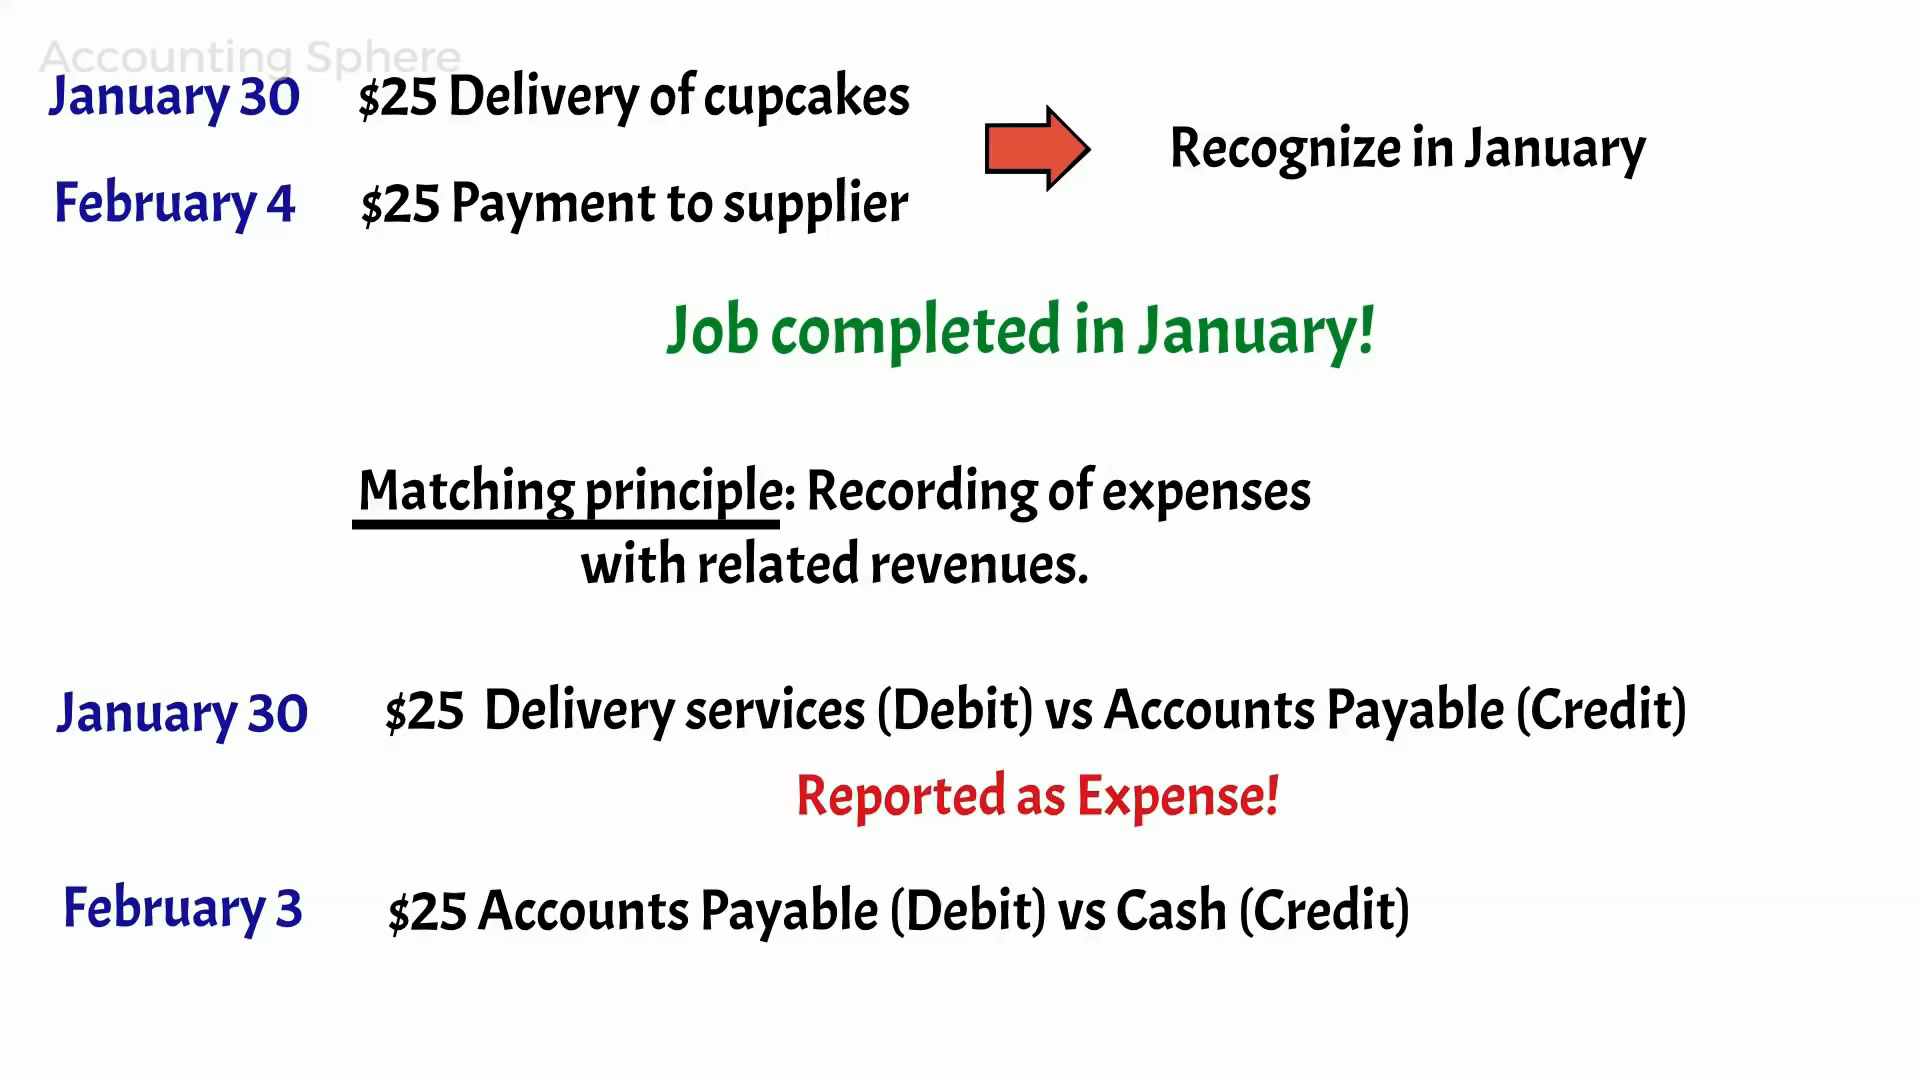 Accounting Sphere
January 30 $25 Delivery of cupcakes
Recognize in January
February 4 $25 Payment to supplier
Job completed in January!
Matching principle: Recording of expenses
with related revenues.
January 30 $25 Delivery services (Debit) vs Accounts Payable (Credit)
Reported as Expense!
February 3 $25 Accounts Payable (Debit) vs Cash (Credit)